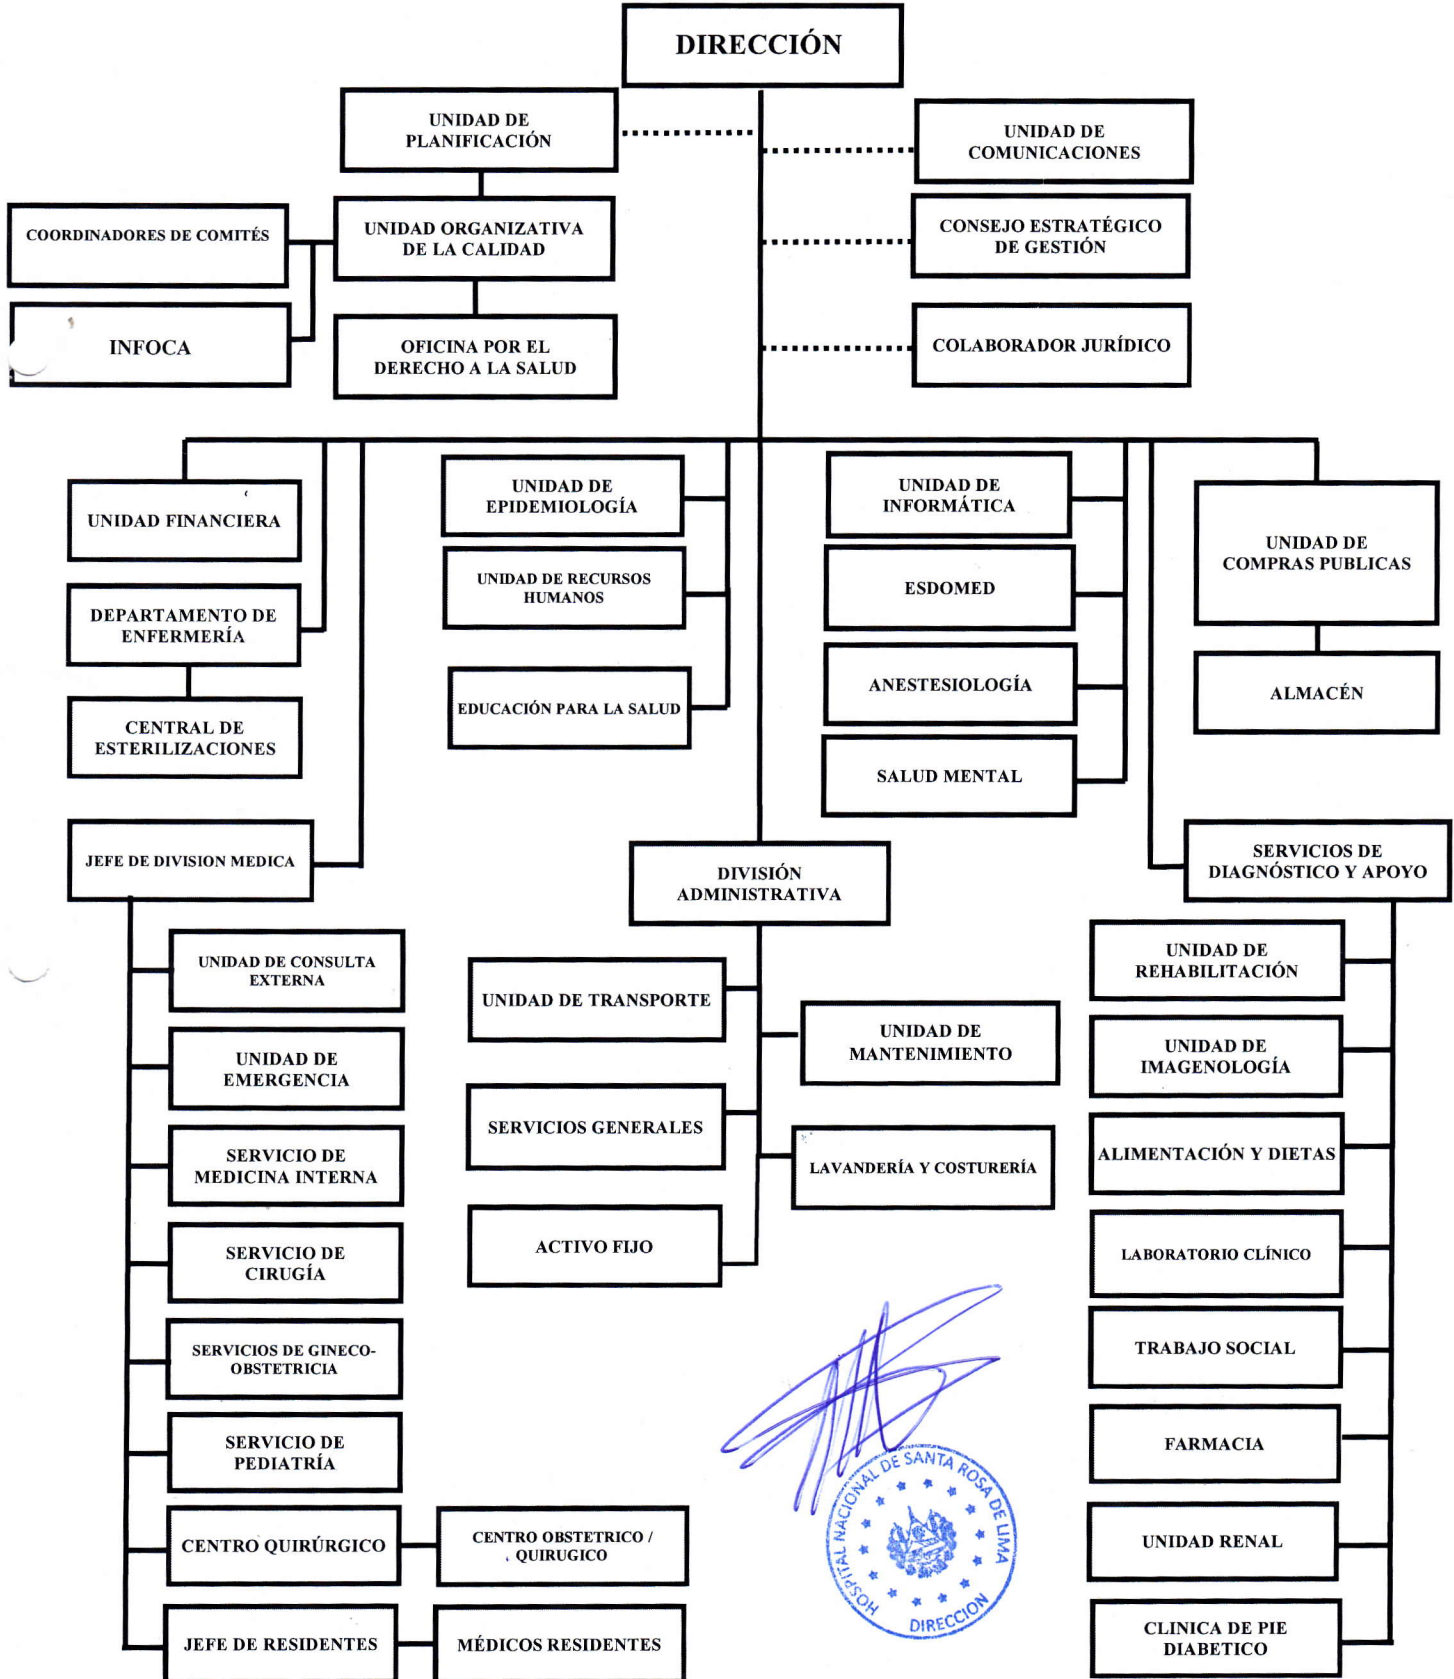 DIRECCIÓN
UNIDAD DE
PLANIFICACIÓN
UNIDAD DE
COMUNICACIONES
COORDINADORES DE COMITÉS
UNIDAD ORGANIZATIVA
DE LA CALIDAD
CONSEJO ESTRATÉGICO
DE GESTIÓN
INFOCA
OFICINA POR EL
DERECHO A LA SALUD
COLABORADOR JURÍDICO
UNIDAD FINANCIERA
DEPARTAMENTO DE
ENFERMERÍA
CENTRAL DE
ESTERILIZACIONES
UNIDAD DE
EPIDEMIOLOGÍA
UNIDAD DE RECURSOS
HUMANOS
EDUCACIÓN PARA LA SALUD
UNIDAD DE
INFORMÁTICA
ESDOMED
ANESTESIOLOGÍA
SALUD MENTAL
UNIDAD DE
COMPRAS PUBLICAS
ALMACÉN
JEFE DE DIVISION MEDICA
DIVISIÓN
ADMINISTRATIVA
SERVICIOS DE
DIAGNÓSTICO Y APOYO
UNIDAD DE CONSULTA
EXTERNA
UNIDAD DE
EMERGENCIA
SERVICIO DE
MEDICINA INTERNA
SERVICIO DE
CIRUGÍA
SERVICIOS DE GINECO-
OBSTETRICIA
SERVICIO DE
PEDIATRÍA
CENTRO QUIRÚRGICO
CENTRO OBSTETRICO /
QUIRUGICO
JEFE DE RESIDENTES
MÉDICOS RESIDENTES
UNIDAD DE TRANSPORTE
UNIDAD DE
MANTENIMIENTO
SERVICIOS GENERALES
LAVANDERÍA Y COSTURERÍA
ACTIVO FIJO
UNIDAD DE
REHABILITACIÓN
UNIDAD DE
IMAGENOLOGÍA
ALIMENTACIÓN Y DIETAS
LABORATORIO CLÍNICO
TRABAJO SOCIAL
FARMACIA
UNIDAD RENAL
CLINICA DE PIE
DIABETICO
HOSPITAL NACIONAL DE SANTA ROSA DE LIMA
DIRECCION